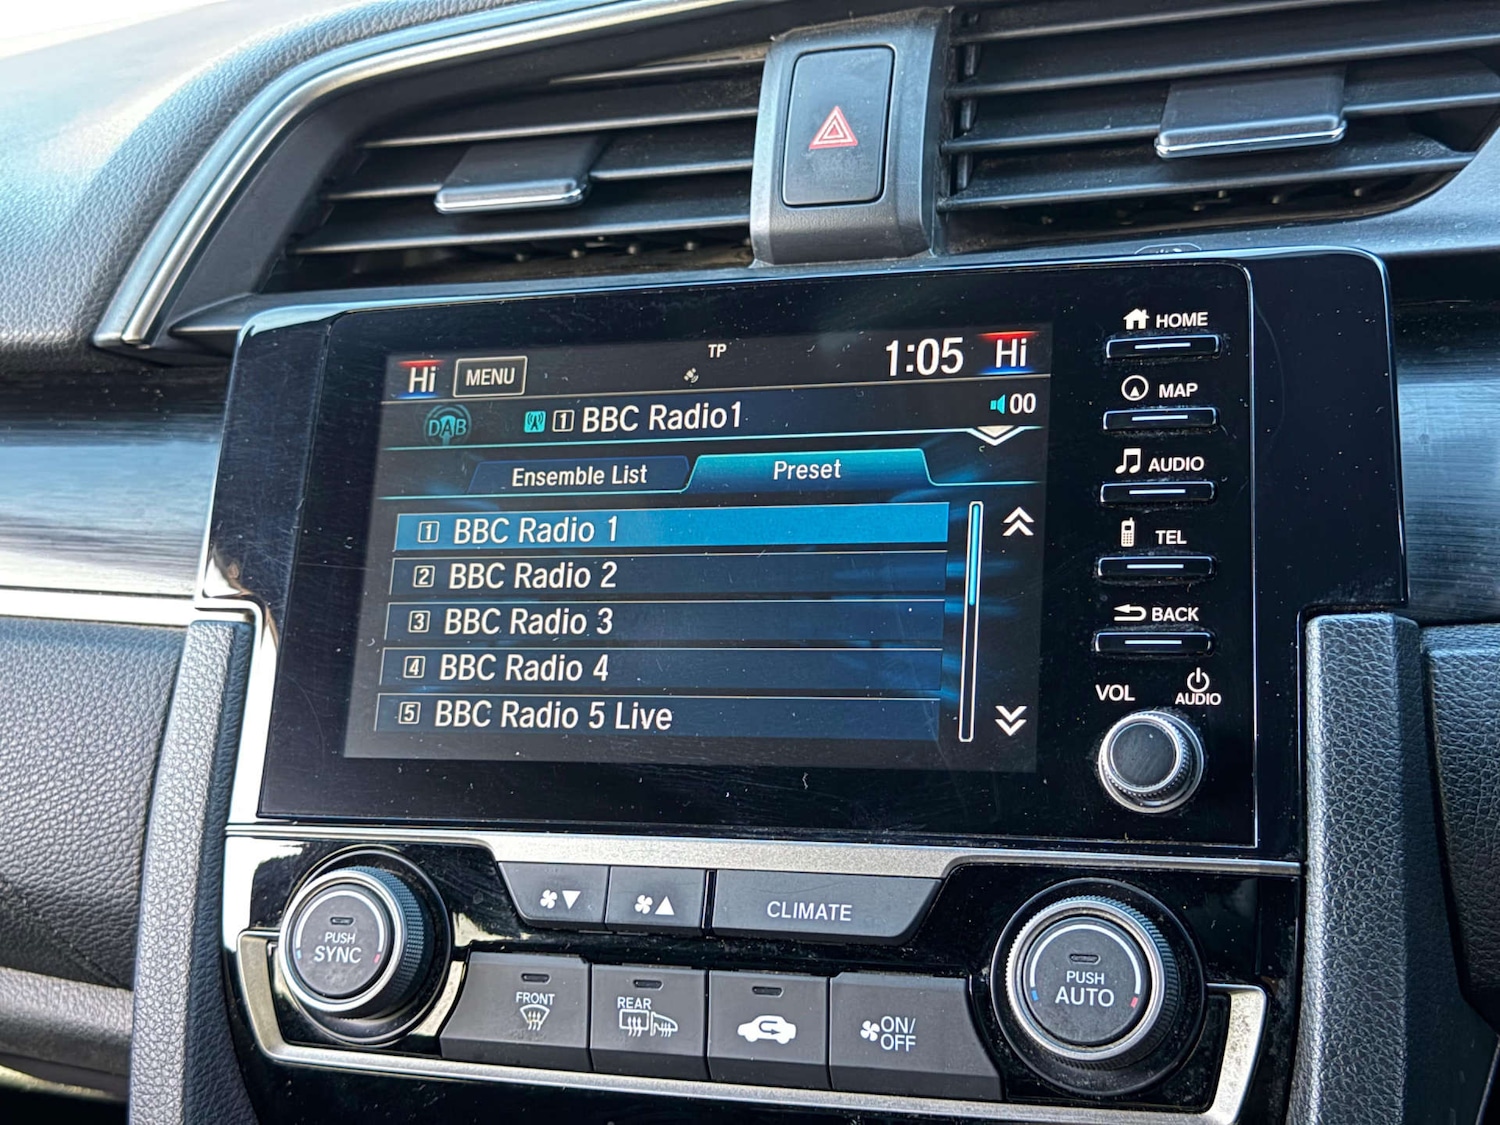 HOME
TP
1:05
Hi
Hi
MENU
MAP
DAB
1 BBC Radio1
00
Ensemble List
Preset
AUDIO
1 BBC Radio 1
TEL
2 BBC Radio 2
3 BBC Radio 3
BACK
4 BBC Radio 4
VOL
AUDIO
5 BBC Radio 5 Live
CLIMATE
PUSH
SYNC
PUSH
AUTO
FRONT
REAR
ON/
OFF